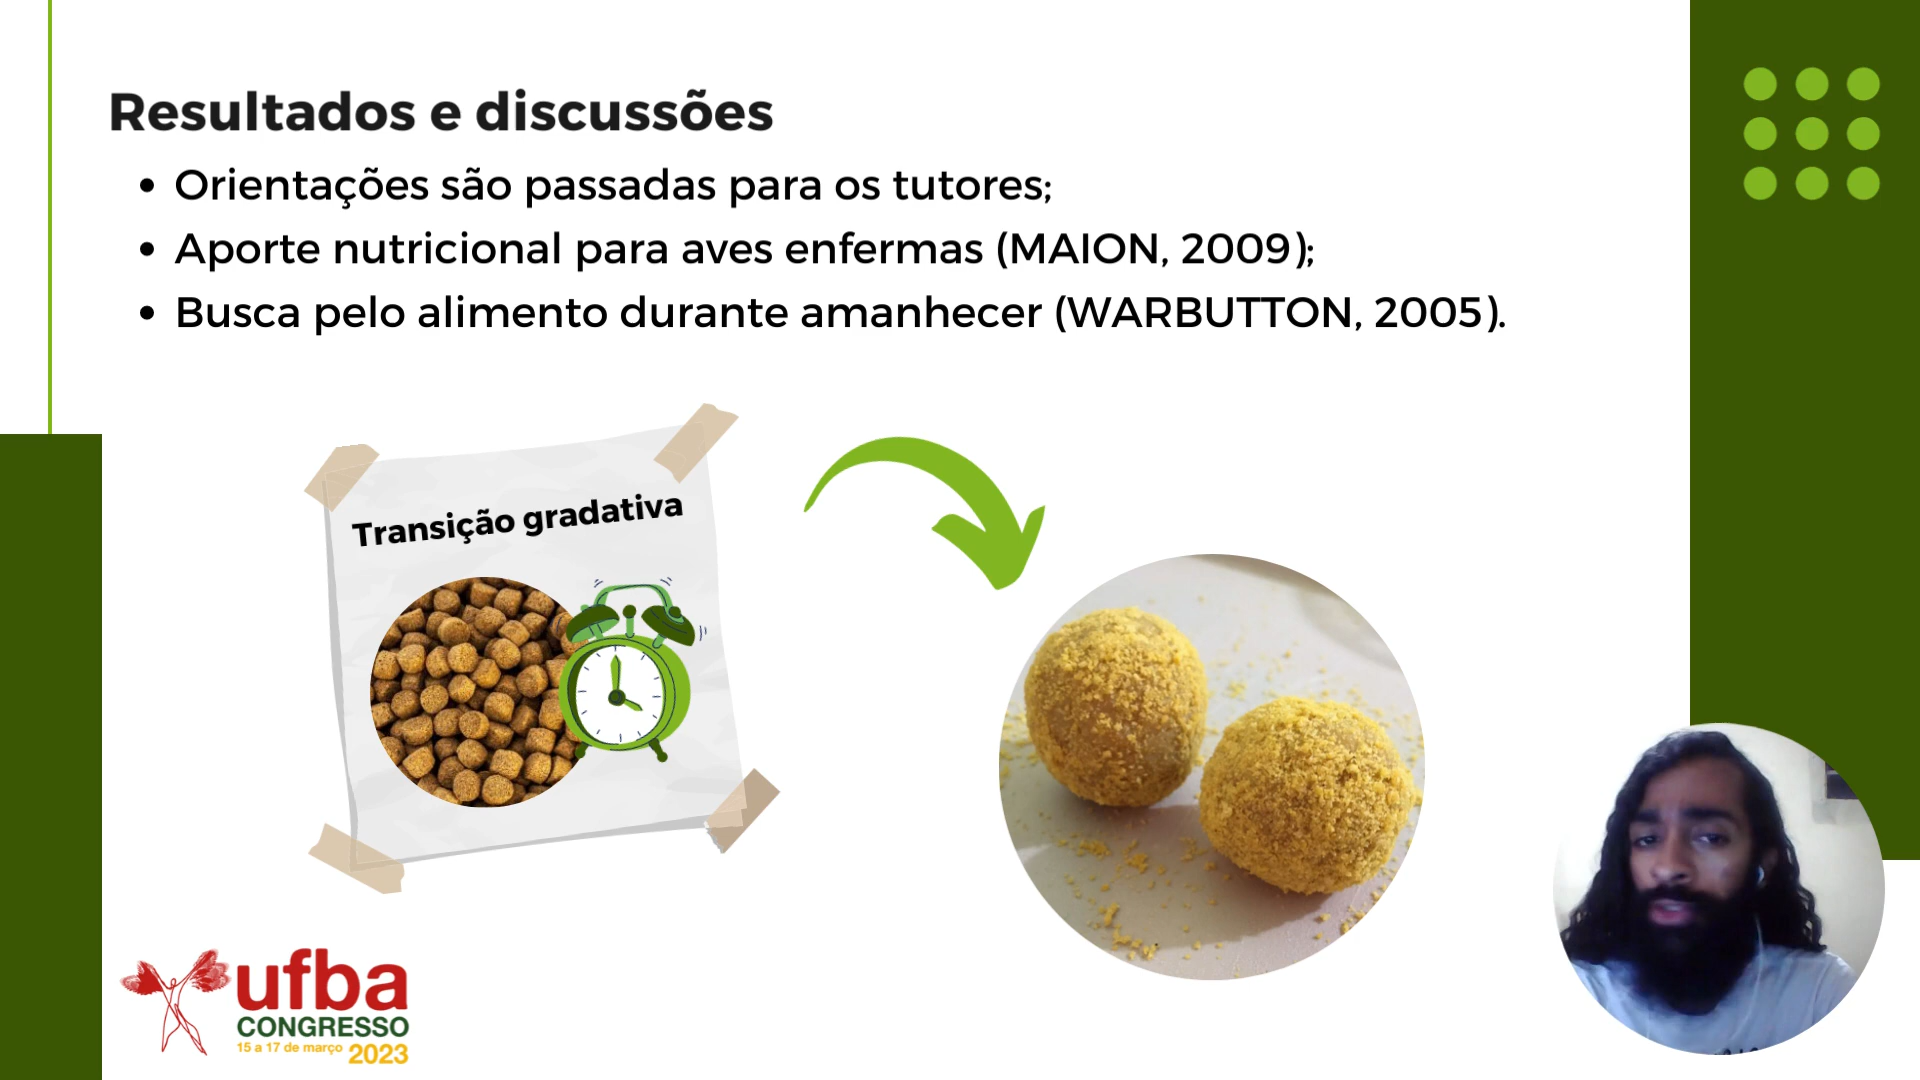 Resultados e discussões
• Orientações são passadas para os tutores;
• Aporte nutricional para aves enfermas (MAION, 2009);
• Busca pelo alimento durante amanhecer (WARBUTTON, 2005).
Transição gradativa
ufba
CONGRESSO
15 a 17 de março 2023